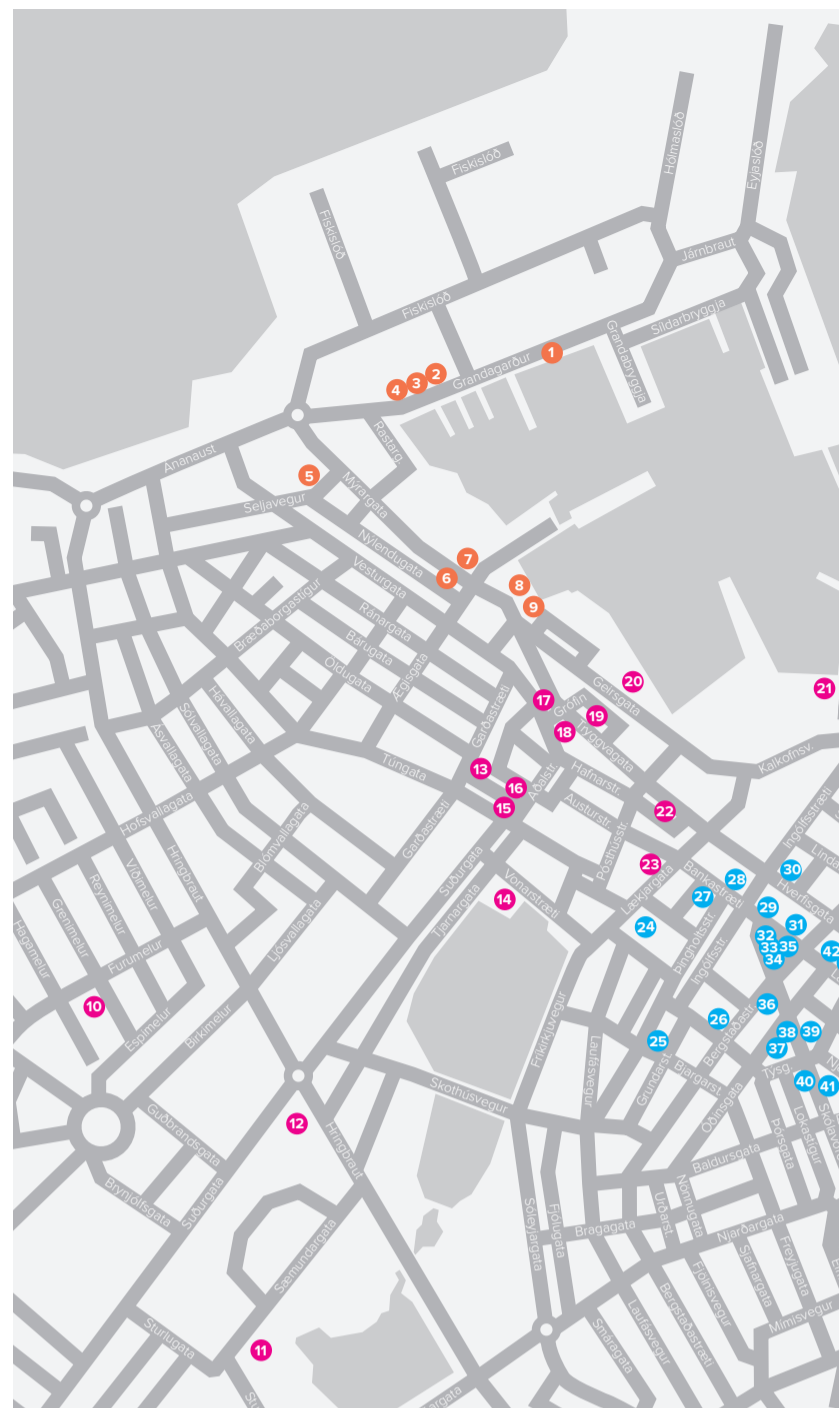 Hólmaslóð
Eyjaslóð
Fiskislóð
Fiskislóð
Járnbraut
Fiskislóð
Síldarbryggja
Grandabryggja
1
Grandagarður
2
3
4
Rastarg.
Ananaust
5
Mýrargata
Seljavegur
Nýlendugata
7
6
8
9
Vesturgata
Bræðraborgarstígur
Ránargata
Bárugata
Öldugata
Ægisgata
20
21
Geirsgata
17
Grófin
19
18
Tryggvagata
Garðastræti
Hávallagata
Sólvallagata
Ásvallagata
Kalkofnsv.
Túngata
13
16
15
Aðalstr.
Hafnarstr.
Austurstr.
22
Hofsvallagata
Ingólfsstræti
Garðastræti
Blómvallagata
Pósthússtr.
Hringbraut
Víðimelur
Reynimelur
Grenimelur
Hagamelur
Suðurgata
Tjarnargata
Vonarstræti
23
Lækjargata
Bankastræti
28
30
Linda
Hverfisgata
27
29
14
24
Ljósvallagata
Þingholtsstr.
Ingólfsstr.
31
32
33
35
34
42
Furumelur
10
Espimelur
Birkimelur
Fríkirkjuvegur
36
26
Bergstaðastr.
38
39
37
25
Laufásvegur
Grundarst.
Bjargarst.
Óðinsgata
Týsg.
40
41
Skothúsvegur
Guðbrandsgata
12
Hringbraut
Þórsgata
Lokastígur
Baldursgata
Brynjólfsgata
Suðurgata
Sæmundargata
Sóleyjargata
Fjólugata
Bragagata
Urðarst.
Nönnugata
Njarðargata
Sjafnargata
Freyjugata
Fjölnisvegur
Bergstaðastræti
Laufásvegur
Smáragata
Mímisvegur
Sturlugata
11